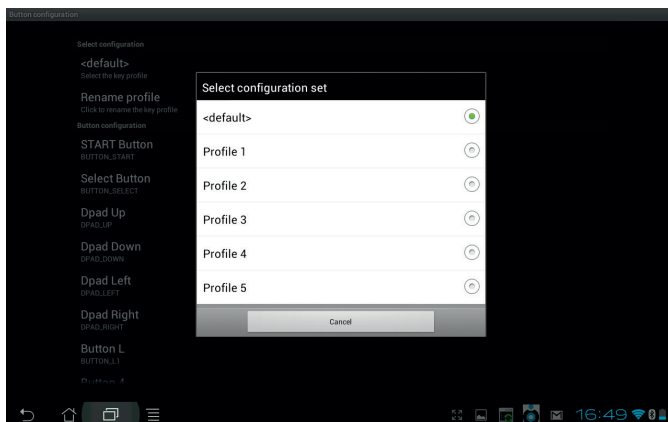 Button configuration
Select configuration
<default>
Select the key profile
Rename profile
Click to rename the key profile
Button configuration
START Button
BUTTON_START
Select Button
BUTTON_SELECT
Dpad Up
DPAD_UP
Dpad Down
DPAD_DOWN
Dpad Left
DPAD_LEFT
Dpad Right
DPAD_RIGHT
Button L
BUTTON_L1
Select configuration set
<default>
Profile 1
Profile 2
Profile 3
Profile 4
Profile 5
Cancel
16:49